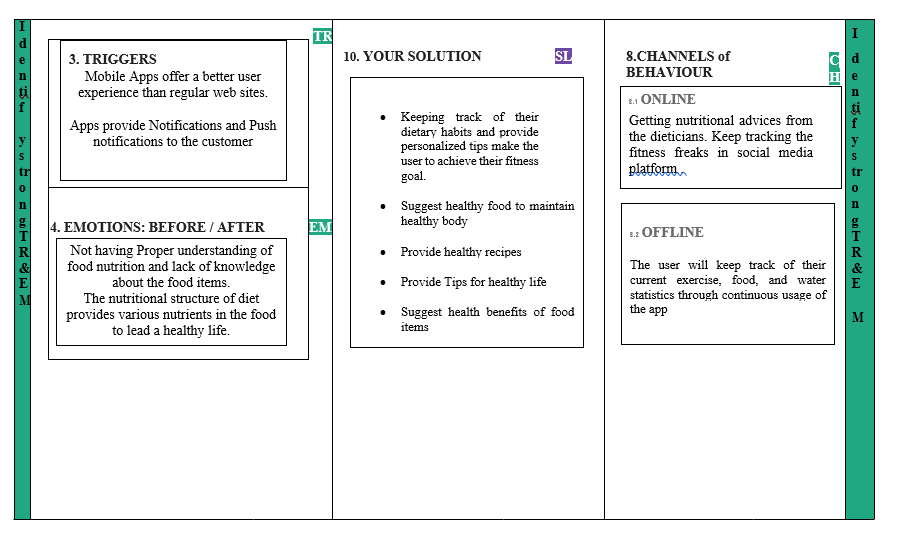 I
d
e
n
ti
f
y
s
tr
o
n
g
T
R
&
E
M
TR
3. TRIGGERS
Mobile Apps offer a better user
experience than regular web sites.
Apps provide Notifications and Push
notifications to the customer
4. EMOTIONS: BEFORE / AFTER
EM
Not having Proper understanding of
food nutrition and lack of knowledge
about the food items.
The nutritional structure of diet
provides various nutrients in the food
to lead a healthy life.
10. YOUR SOLUTION
SL
• Keeping track of their
dietary habits and provide
personalized tips make the
user to achieve their fitness
goal.
• Suggest healthy food to maintain
healthy body
• Provide healthy recipes
• Provide Tips for healthy life
• Suggest health benefits of food
items
8.CHANNELS of
BEHAVIOUR
C
H
8.1 ONLINE
Getting nutritional advices from
the dieticians. Keep tracking the
fitness freaks in social media
platform.
8.2 OFFLINE
The user will keep track of their
current exercise, food, and water
statistics through continuous usage of
the app
I
d
e
n
ti
f
y
s
tr
o
n
g
T
R
&
E
M